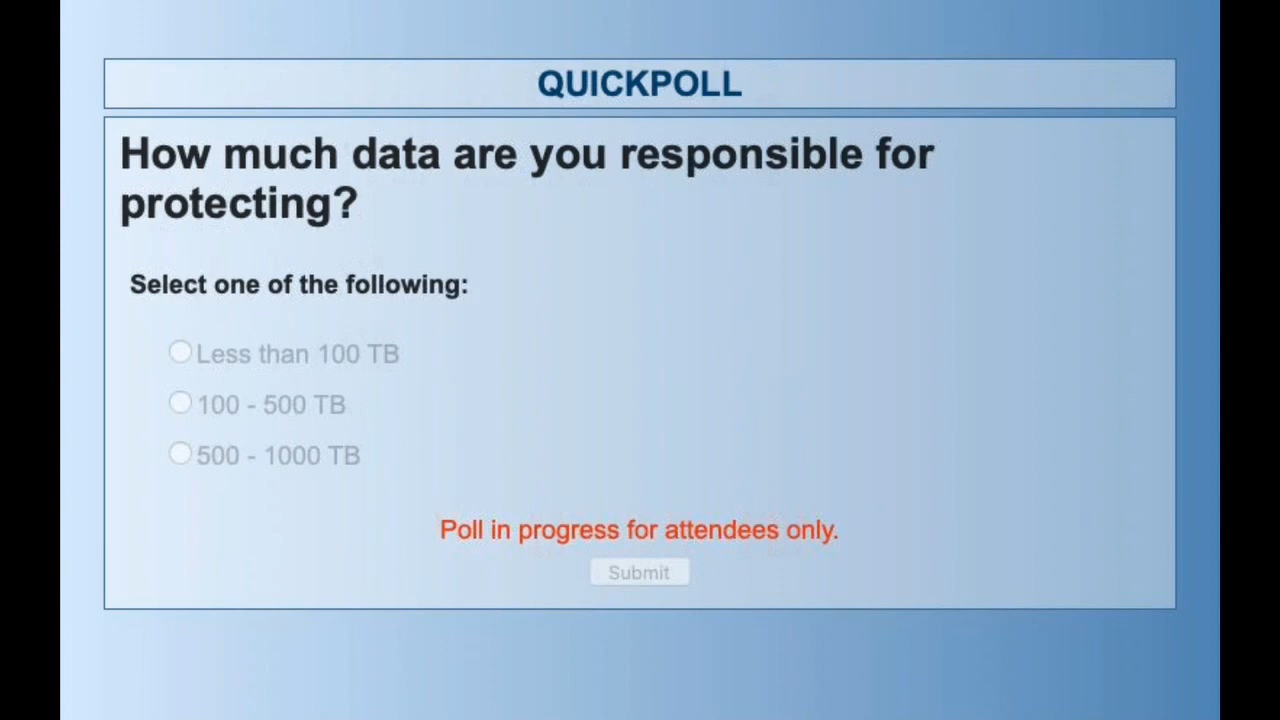 QUICKPOLL
How much data are you responsible for
protecting?
Select one of the following:
Less than 100 TB
100 - 500 TB
500 - 1000 TB
Poll in progress for attendees only.
Submit